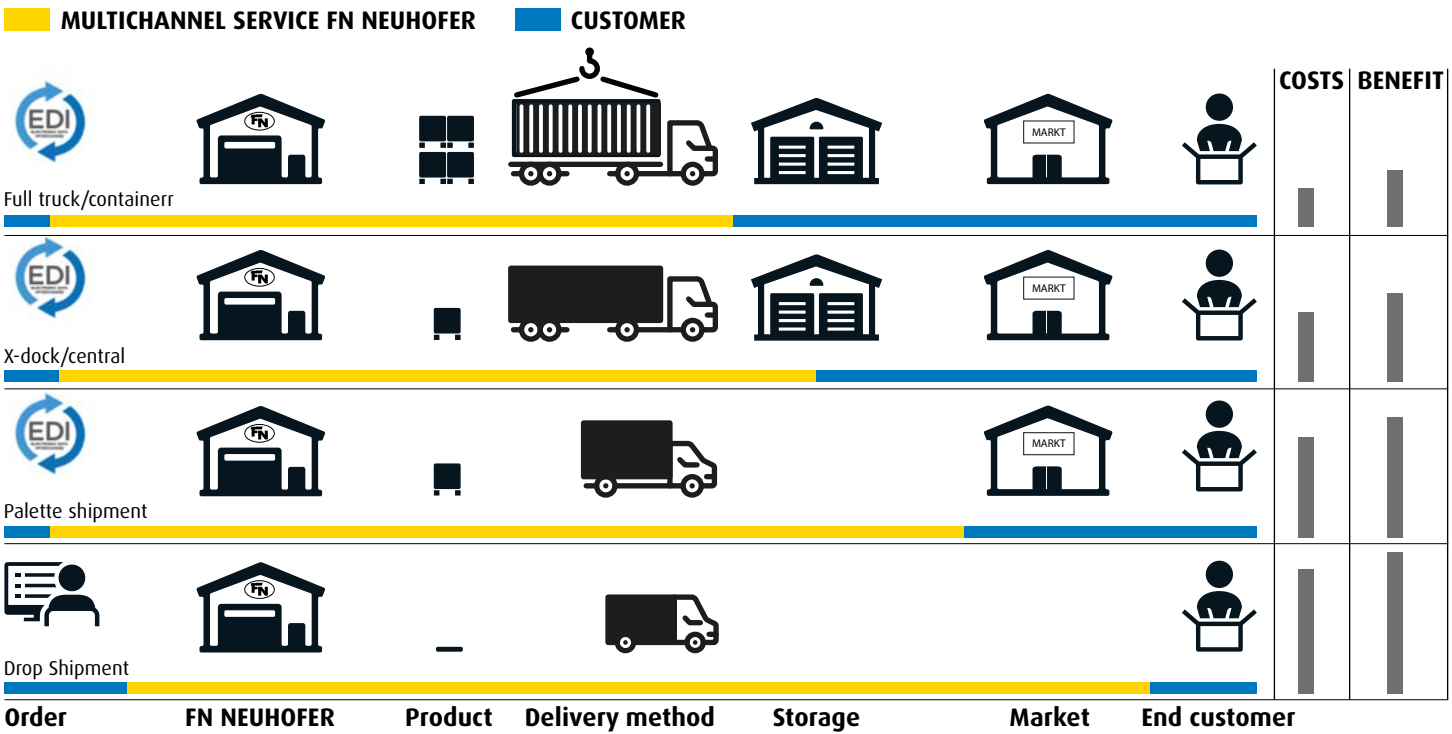 MULTICHANNEL SERVICE FN NEUHOFER
CUSTOMER
COSTS
BENEFIT
EDI
FN
MARKT
Full truck/containerr
EDI
FN
MARKT
X-dock/central
EDI
FN
MARKT
Palette shipment
FN
Drop Shipment
Order
FN NEUHOFER
Product
Delivery method
Storage
Market
End customer